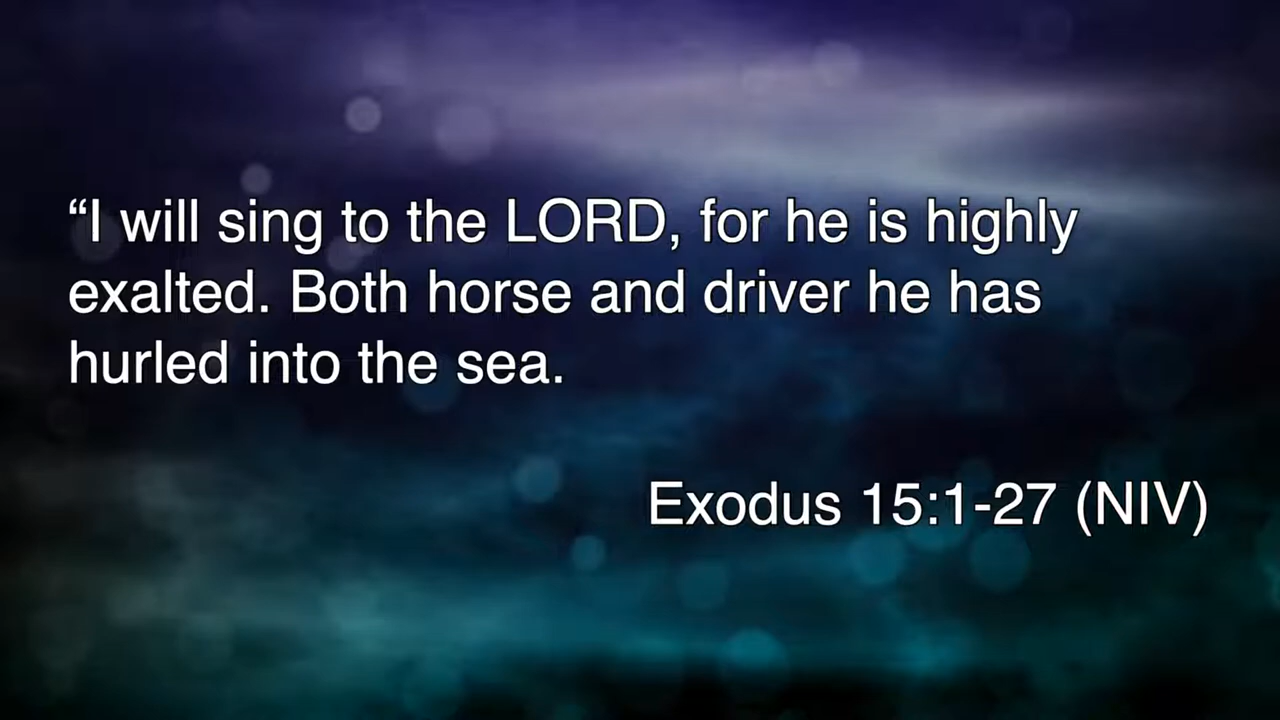 “I will sing to the LORD, for he is highly
exalted. Both horse and driver he has
hurled into the sea.
Exodus 15:1-27 (NIV)